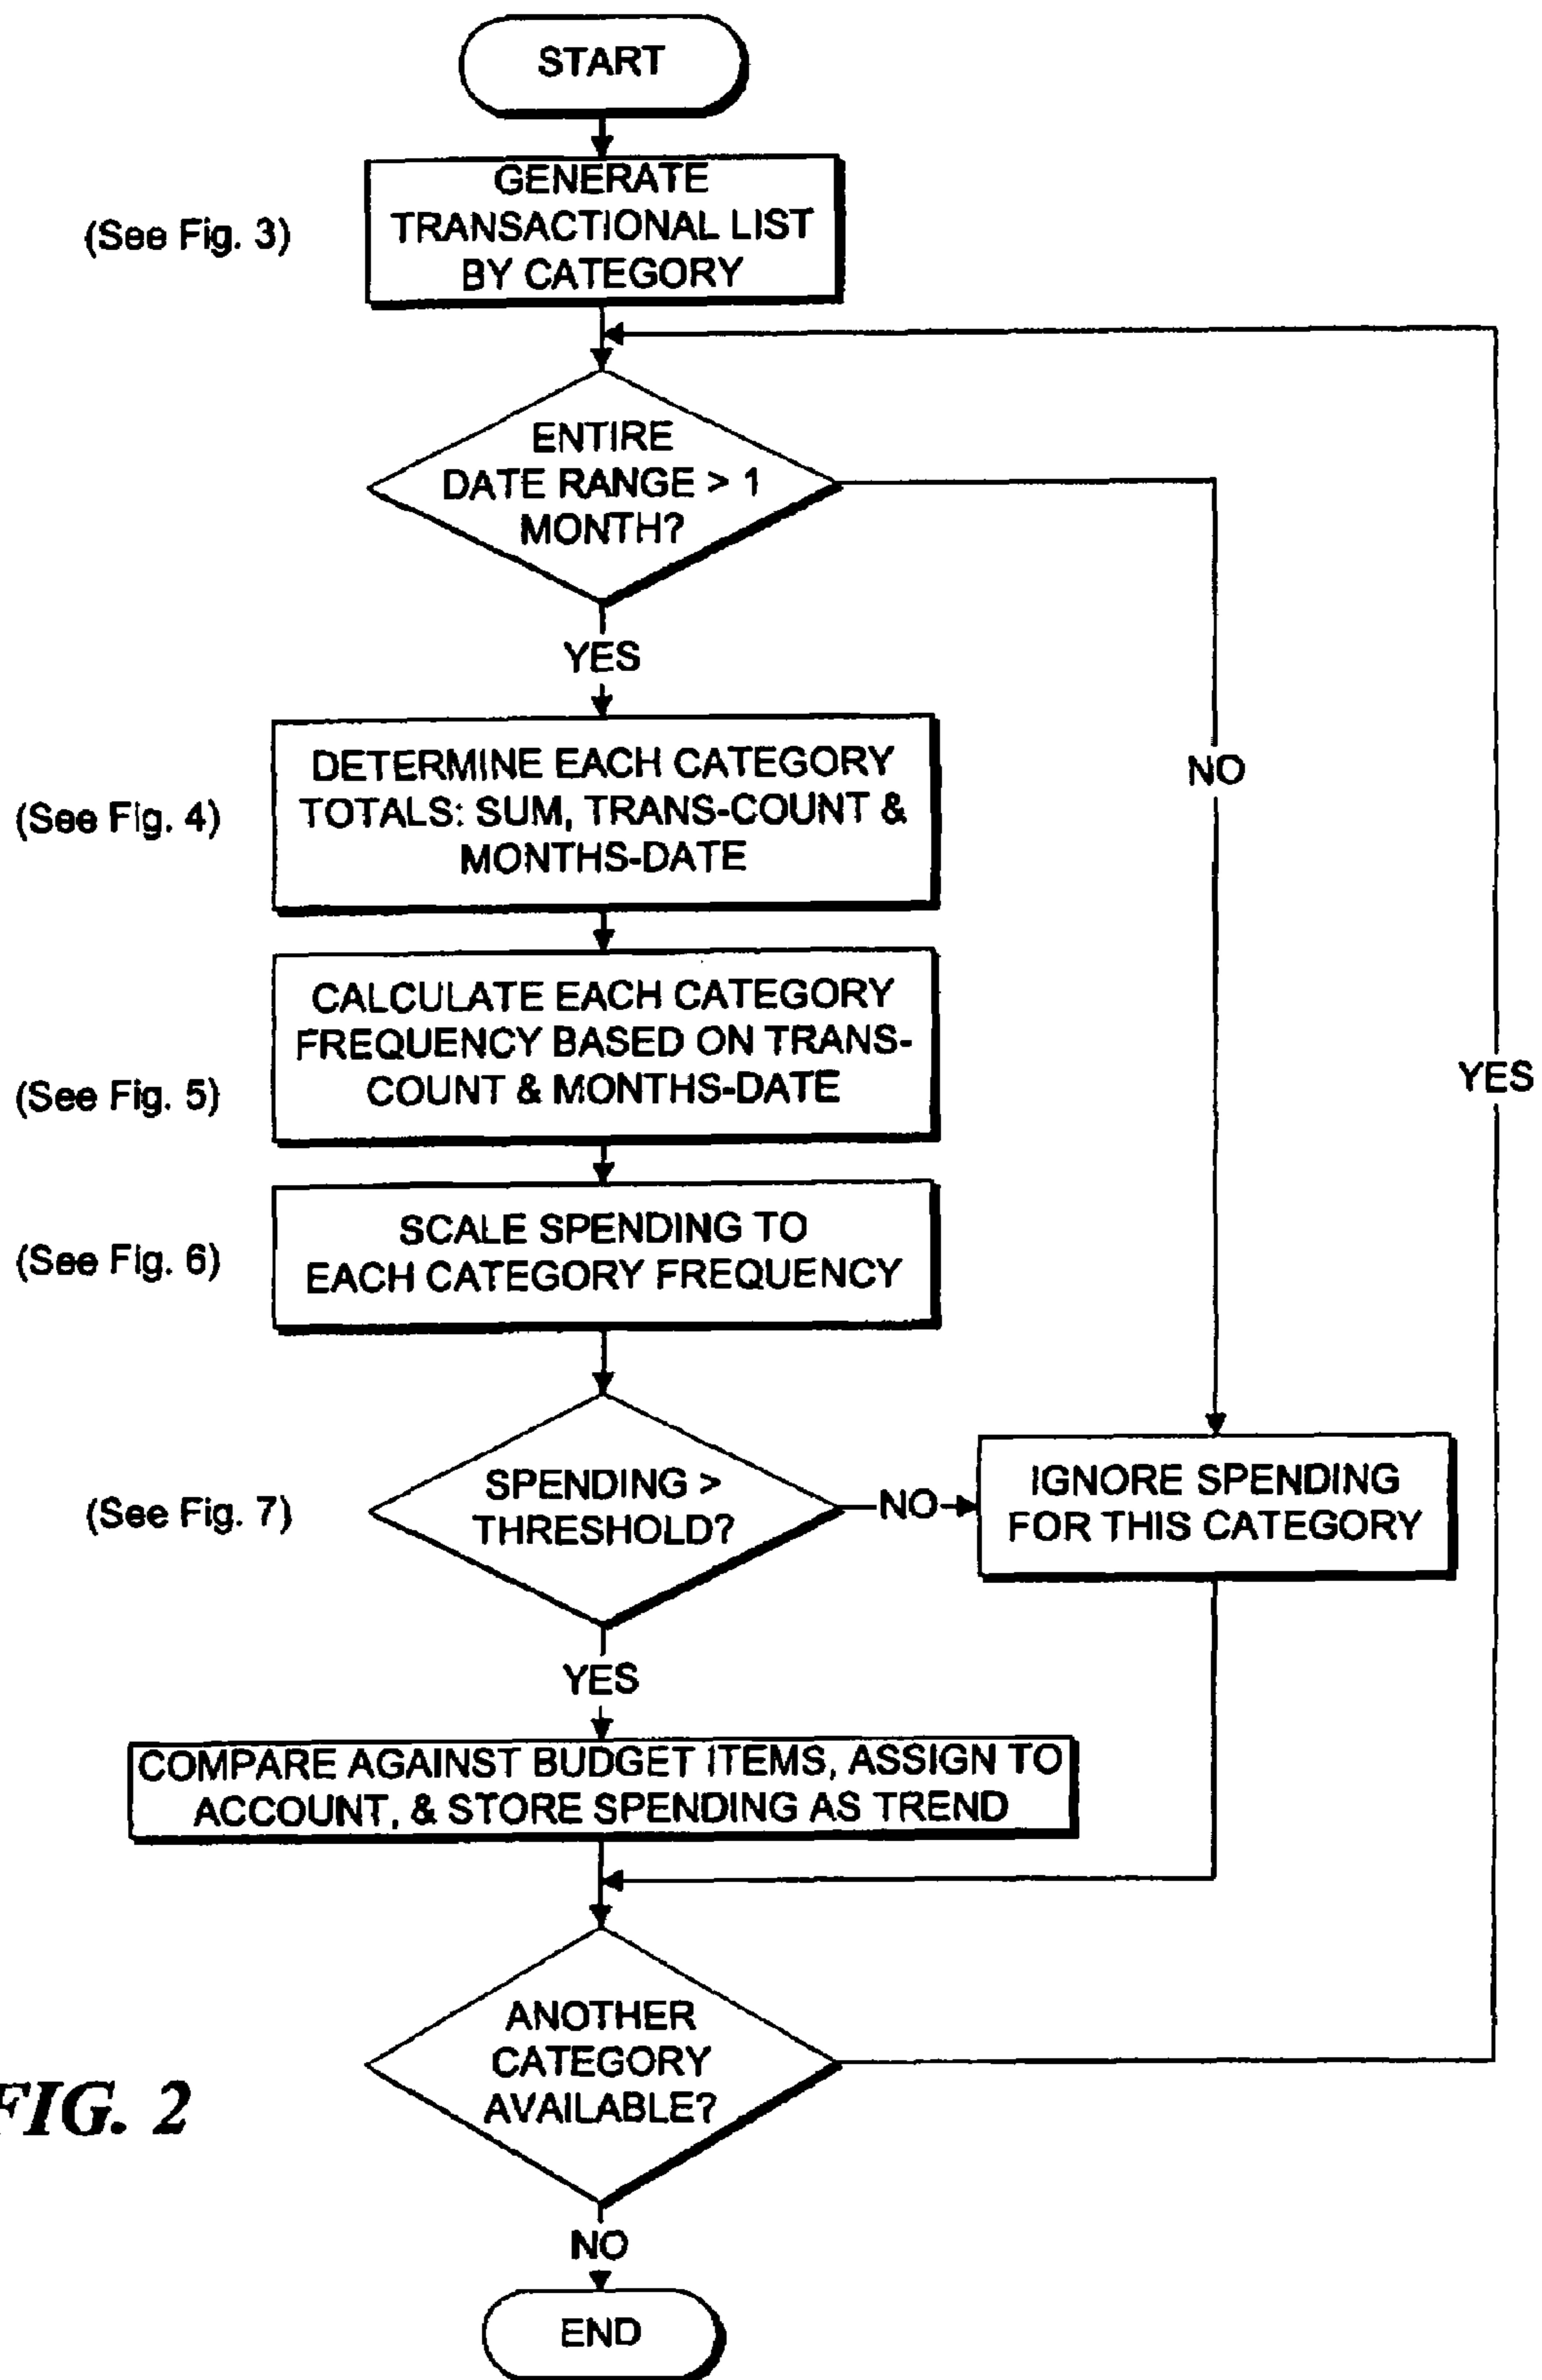 START
GENERATE
TRANSACTIONAL LIST
BY CATEGORY
(See Fig. 3)
ENTIRE
DATE RANGE > 1
MONTH?
YES
NO
DETERMINE EACH CATEGORY
TOTALS: SUM, TRANS-COUNT &
MONTHS-DATE
(See Fig. 4)
CALCULATE EACH CATEGORY
FREQUENCY BASED ON TRANS-
COUNT & MONTHS-DATE
(See Fig. 5)
YES
SCALE SPENDING TO
EACH CATEGORY FREQUENCY
(See Fig. 6)
SPENDING >
THRESHOLD?
(See Fig. 7)
NO
IGNORE SPENDING
FOR THIS CATEGORY
YES
COMPARE AGAINST BUDGET ITEMS, ASSIGN TO
ACCOUNT, & STORE SPENDING AS TREND
ANOTHER
CATEGORY
AVAILABLE?
FIG. 2
NO
END